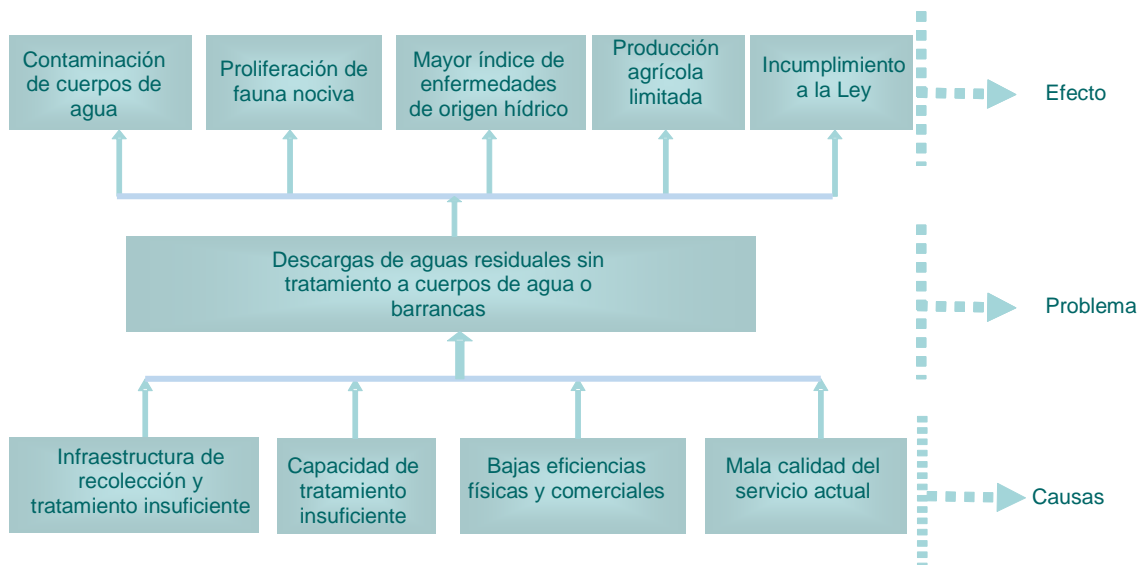 Contaminación
de cuerpos de
agua
Proliferación de
fauna nociva
Mayor índice de
enfermedades
de origen hídrico
Producción
agrícola
limitada
Incumplimiento
a la Ley
Efecto
Descargas de aguas residuales sin
tratamiento a cuerpos de agua o
barrancas
Problema
Infraestructura de
recolección y
tratamiento insuficiente
Capacidad de
tratamiento
insuficiente
Bajas eficiencias
físicas y comerciales
Mala calidad del
servicio actual
Causas